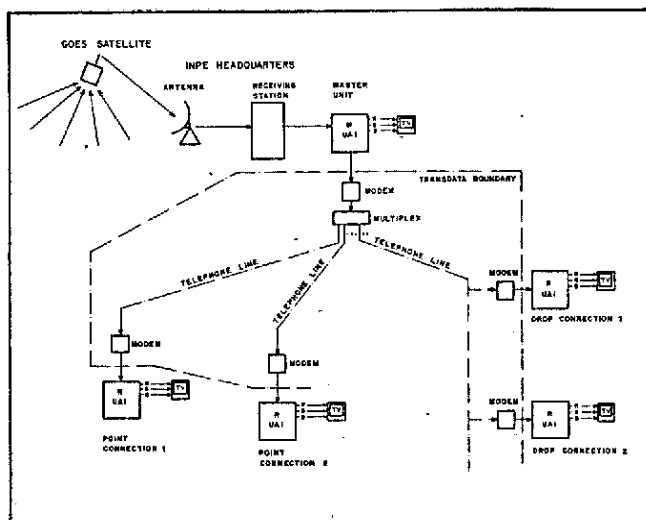 GOES SATELLITE
INPE HEADQUARTERS
ANTENNA
RECEIVING
STATION
MASTER
UNIT
M
UAI
TV
TRANSDATA BOUNDARY
MODEM
MULTIPLEX
TELEPHONE LINE
TELEPHONE LINE
TELEPHONE LINE
MODEM
R
UAI
TV
DROP CONNECTION 1
MODEM
R
UAI
TV
POINT
CONNECTION 1
MODEM
R
UAI
TV
POINT
CONNECTION 2
MODEM
R
UAI
TV
DROP CONNECTION 2